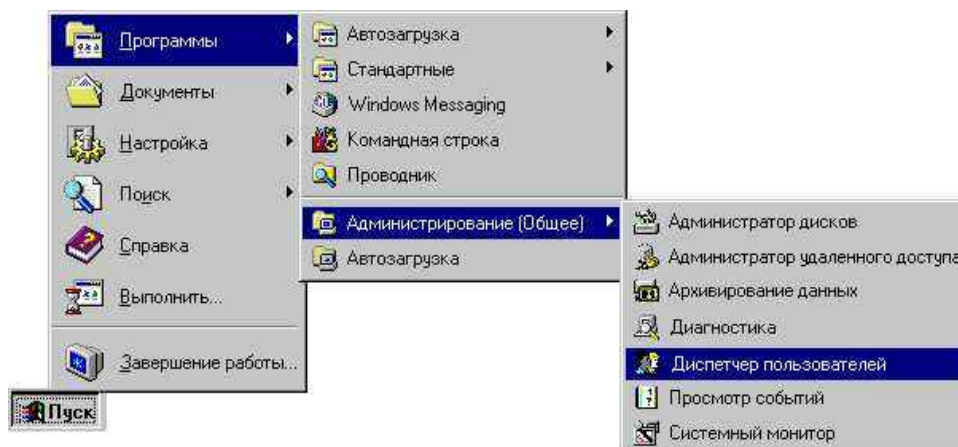 Программы
Документы
Настройка
Поиск
Справка
Выполнить...
Завершение работы...
Пуск
Автозагрузка
Стандартные
Windows Messaging
Командная строка
Проводник
Администрирование (Общее)
Автозагрузка
Администратор дисков
Администратор удаленного доступа
Архивирование данных
Диагностика
Диспетчер пользователей
Просмотр событий
Системный монитор